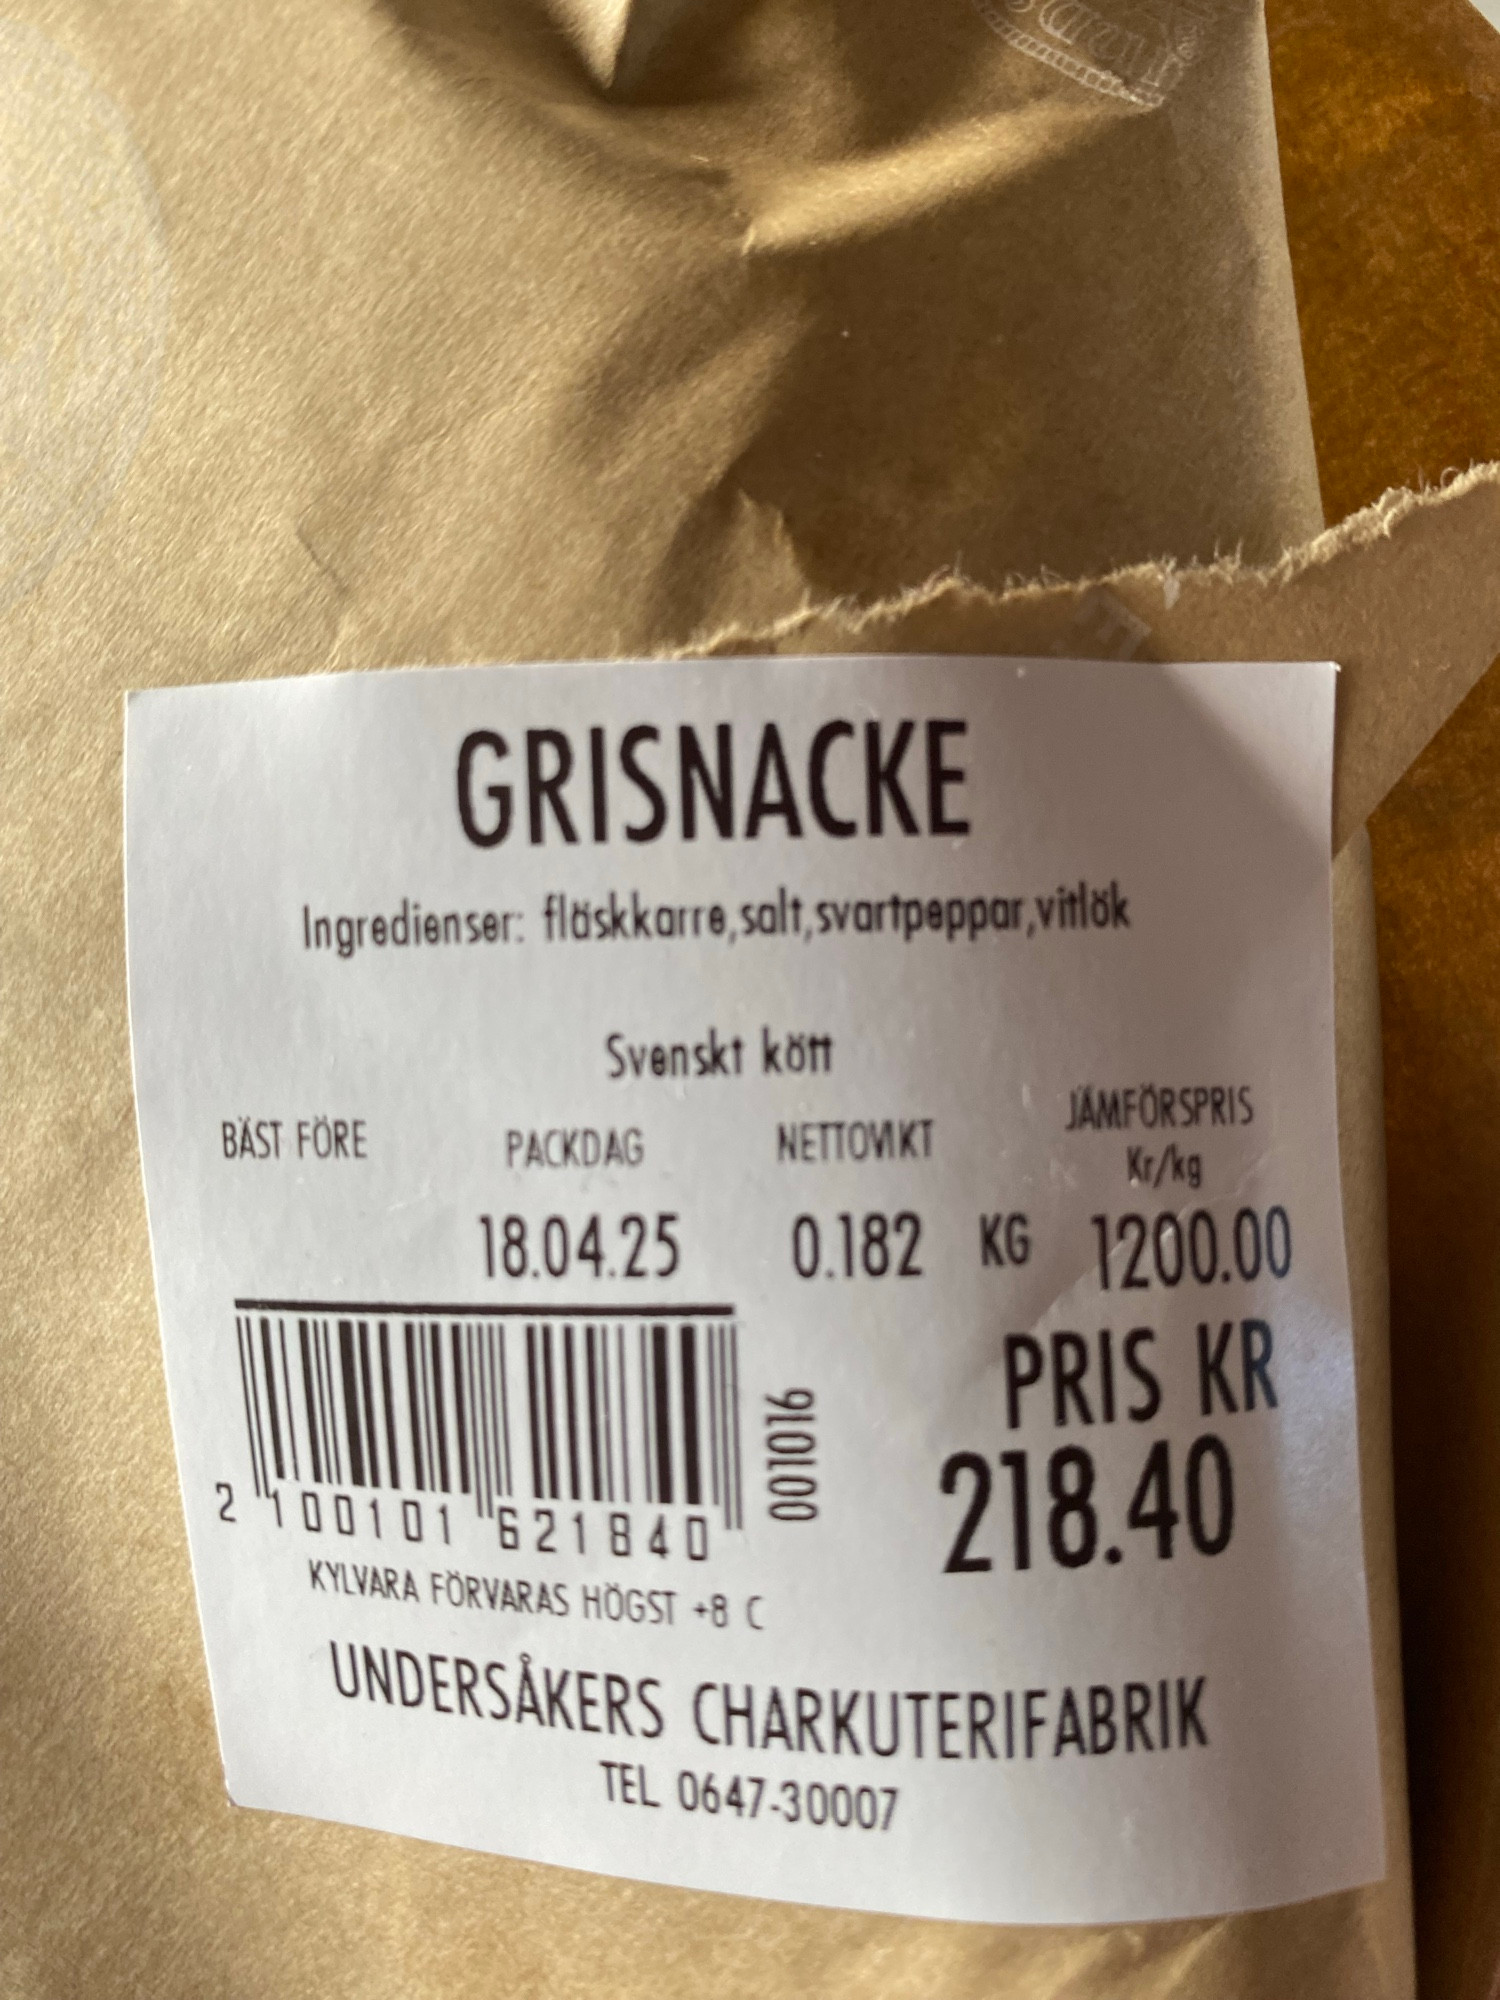 GRISNACKE
Ingredienser: fläskkarre,salt,svartpeppar,vitlök
Svenskt kött
BÄST FÖRE PACKDAG NETTOVIKT JÄMFÖRSPRIS
Kr/kg
18.04.25 0.182 KG 1200.00
PRIS KR
218.40
2 100101 621840
001016
KYLVARA FÖRVARAS HÖGST +8 C
UNDERSÅKERS CHARKUTERIFABRIK
TEL 0647-30007